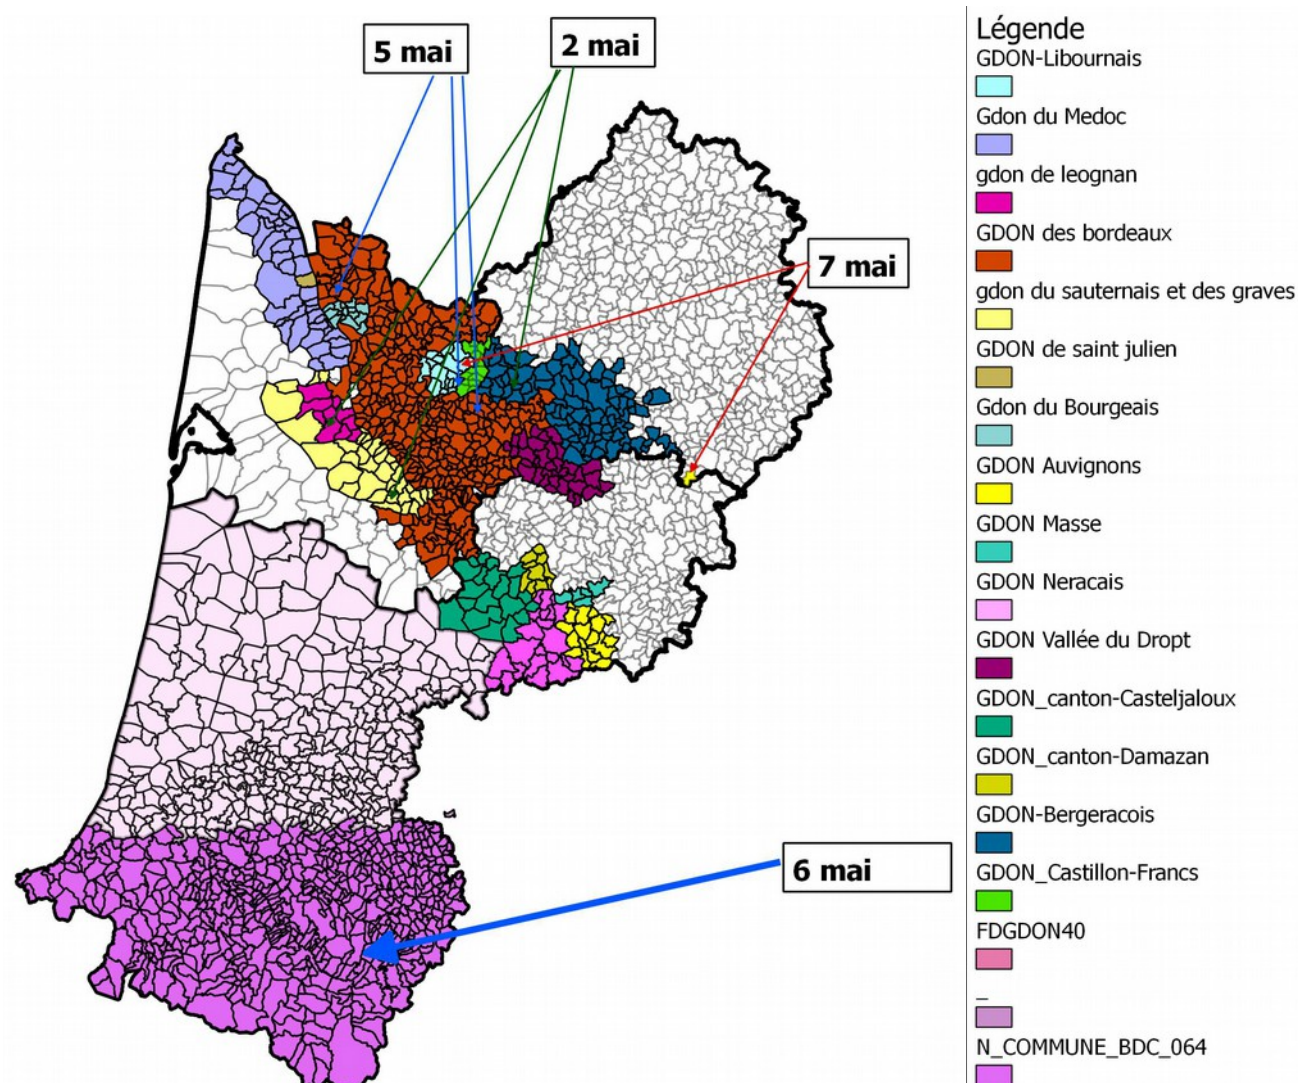 5 mai
2 mai
7 mai
6 mai
Légende
GDON-Libournais
Gdon du Medoc
gdon de leognan
GDON des bordeaux
gdon du sauternais et des graves
GDON de saint julien
Gdon du Bourgeais
GDON Auvignons
GDON Masse
GDON Neracais
GDON Vallée du Dropt
GDON_canton-Casteljaloux
GDON_canton-Damazan
GDON-Bergeracois
GDON_Castillon-Francs
FDGDON40
_
N_COMMUNE_BDC_064